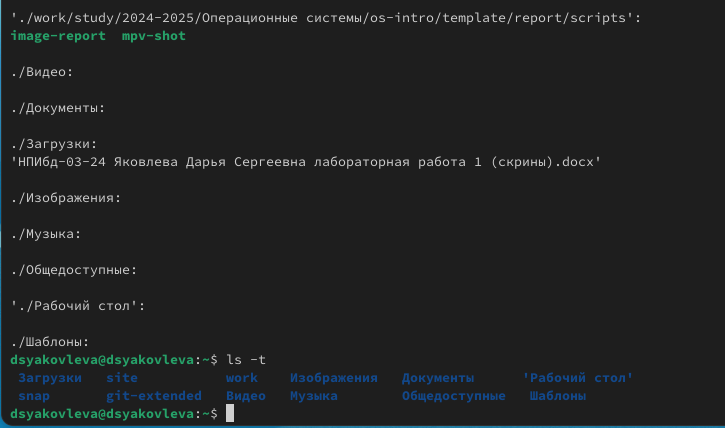 './work/study/2024-2025/Операционные системы/os-intro/template/report/scripts':
image-report  mpv-shot
./Видео:
./Документы:
./Загрузки:
'НПИбд-03-24 Яковлева Дарья Сергеевна лабораторная работа 1 (скрины).docx'
./Изображения:
./Музыка:
./Общедоступные:
'./Рабочий стол':
./Шаблоны:
dsyakovleva@dsyakovleva:~$ ls -t
Загрузки   site           work    Изображения   Документы      'Рабочий стол'
snap       git-extended   Видео   Музыка        Общедоступные   Шаблоны
dsyakovleva@dsyakovleva:~$